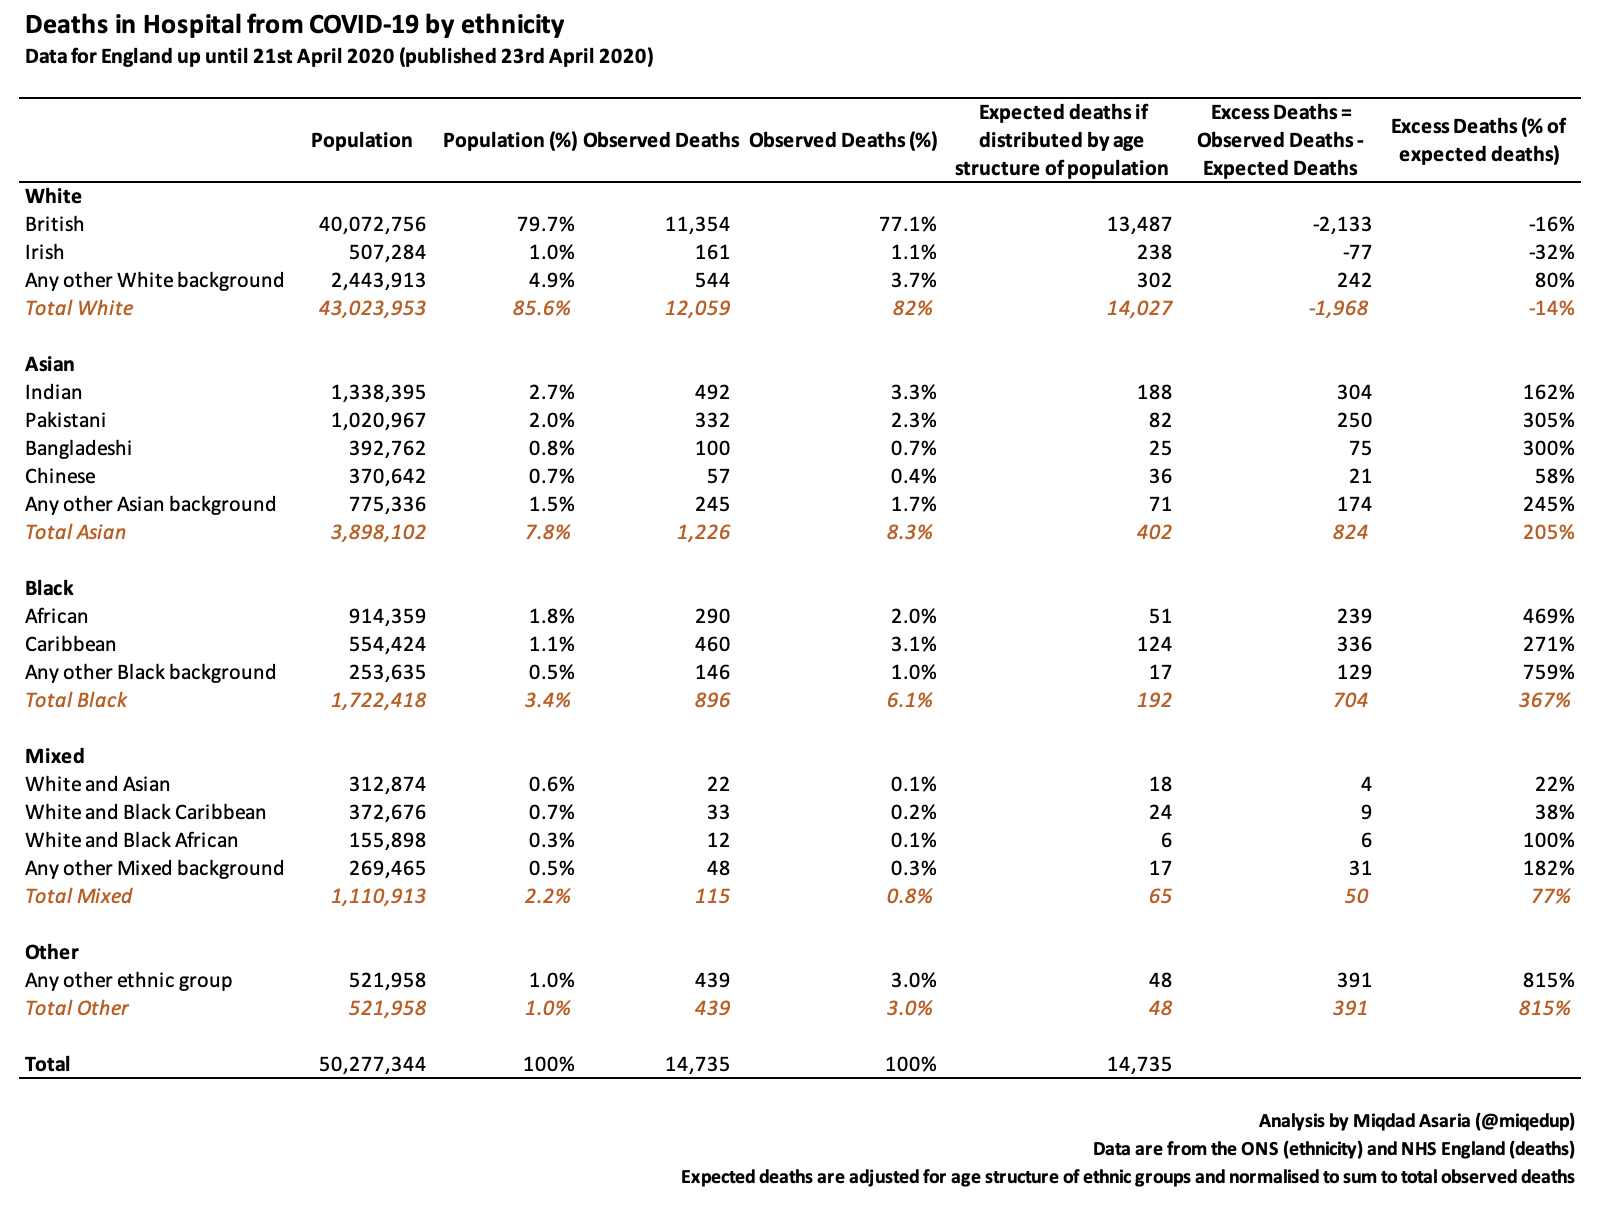 Deaths in Hospital from COVID-19 by ethnicity
Data for England up until 21st April 2020 (published 23rd April 2020)
Population Population (%) Observed Deaths Observed Deaths (%) Expected deaths if distributed by age structure of population Excess Deaths = Observed Deaths - Expected Deaths Excess Deaths (% of expected deaths)
White
British 40,072,756 79.7% 11,354 77.1% 13,487 -2,133 -16%
Irish 507,284 1.0% 161 1.1% 238 -77 -32%
Any other White background 2,443,913 4.9% 544 3.7% 302 242 80%
Total White 43,023,953 85.6% 12,059 82% 14,027 -1,968 -14%
Asian
Indian 1,338,395 2.7% 492 3.3% 188 304 162%
Pakistani 1,020,967 2.0% 332 2.3% 82 250 305%
Bangladeshi 392,762 0.8% 100 0.7% 25 75 300%
Chinese 370,642 0.7% 57 0.4% 36 21 58%
Any other Asian background 775,336 1.5% 245 1.7% 71 174 245%
Total Asian 3,898,102 7.8% 1,226 8.3% 402 824 205%
Black
African 914,359 1.8% 290 2.0% 51 239 469%
Caribbean 554,424 1.1% 460 3.1% 124 336 271%
Any other Black background 253,635 0.5% 146 1.0% 17 129 759%
Total Black 1,722,418 3.4% 896 6.1% 192 704 367%
Mixed
White and Asian 312,874 0.6% 22 0.1% 18 4 22%
White and Black Caribbean 372,676 0.7% 33 0.2% 24 9 38%
White and Black African 155,898 0.3% 12 0.1% 6 6 100%
Any other Mixed background 269,465 0.5% 48 0.3% 17 31 182%
Total Mixed 1,110,913 2.2% 115 0.8% 65 50 77%
Other
Any other ethnic group 521,958 1.0% 439 3.0% 48 391 815%
Total Other 521,958 1.0% 439 3.0% 48 391 815%
Total 50,277,344 100% 14,735 100% 14,735
Analysis by Miqdad Asaria (@miqedup)
Data are from the ONS (ethnicity) and NHS England (deaths)
Expected deaths are adjusted for age structure of ethnic groups and normalised to sum to total observed deaths